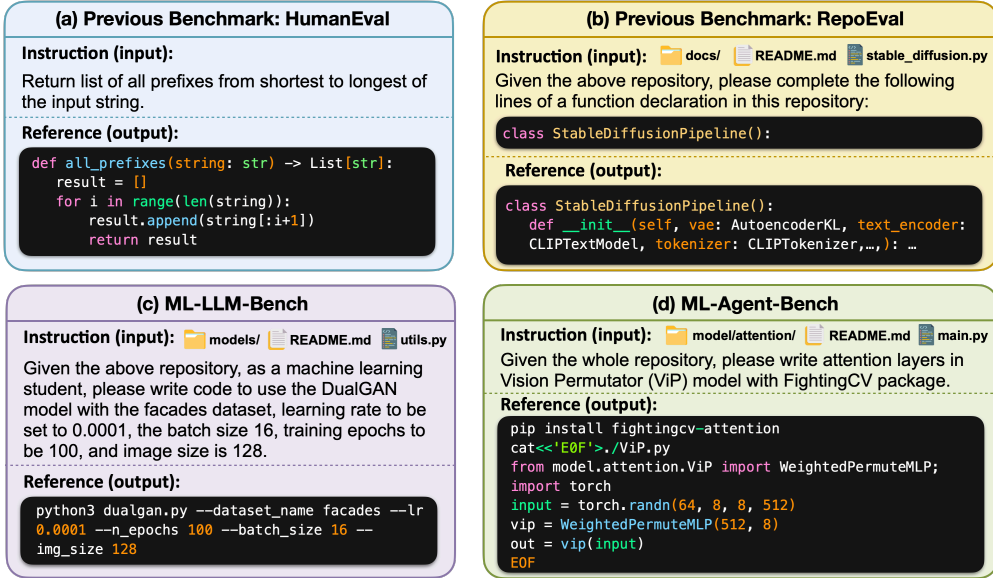 (a) Previous Benchmark: HumanEval
Instruction (input):
Return list of all prefixes from shortest to longest of
the input string.
Reference (output):
def all_prefixes(string: str) -> List[str]:
result = []
for i in range(len(string)):
result.append(string[:i+1])
return result
(b) Previous Benchmark: RepoEval
Instruction (input): docs/ README.md stable_diffusion.py
Given the above repository, please complete the following
lines of a function declaration in this repository:
class StableDiffusionPipeline():
Reference (output):
class StableDiffusionPipeline():
def __init__(self, vae: AutoencoderKL, text_encoder:
CLIPTextModel, tokenizer: CLIPTokenizer,…,): …
(c) ML-LLM-Bench
Instruction (input): models/ README.md utils.py
Given the above repository, as a machine learning
student, please write code to use the DualGAN
model with the facades dataset, learning rate to be
set to 0.0001, the batch size 16, training epochs to
be 100, and image size is 128.
Reference (output):
python3 dualgan.py --dataset_name facades --lr
0.0001 --n_epochs 100 --batch_size 16 --
img_size 128
(d) ML-Agent-Bench
Instruction (input): model/attention/ README.md main.py
Given the whole repository, please write attention layers in
Vision Permutator (ViP) model with FightingCV package.
Reference (output):
pip install fightingcv-attention
cat<<'E0F'>./ViP.py
from model.attention.ViP import WeightedPermuteMLP;
import torch
input = torch.randn(64, 8, 8, 512)
vip = WeightedPermuteMLP(512, 8)
out = vip(input)
EOF